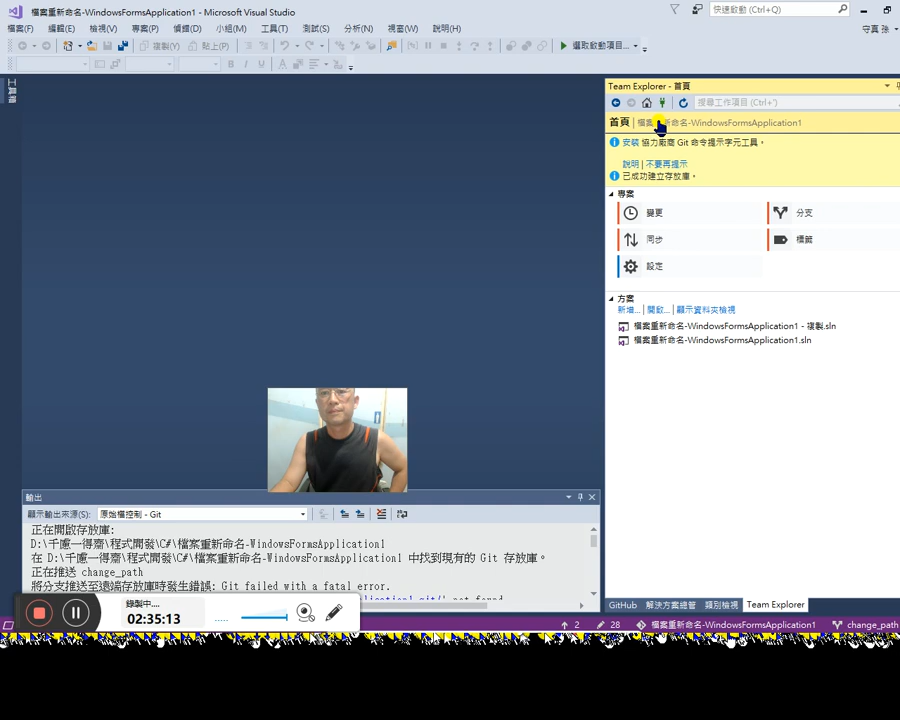 檔案重新命名-WindowsFormsApplication1 - Microsoft Visual Studio
快速啟動 (Ctrl+Q)
檔案(F) 編輯(E) 檢視(V) 專案(P) 偵錯(D) 小組(M) 工具(T) 測試(S) 分析(N) 視窗(W) 說明(H)
守真 孫
複製(Y) 貼上(P) 選取啟動項目...
B I U A
工具箱
Team Explorer - 首頁
搜尋工作項目 (Ctrl+')
首頁 | 檔案重新命名-WindowsFormsApplication1
安裝 協力廠商 Git 命令提示字元工具。
說明 | 不要再提示
已成功建立存放庫。
專案
變更 分支
同步 標籤
設定
方案
新增... | 開啟... | 顯示資料夾檢視
檔案重新命名-WindowsFormsApplication1 - 複製.sln
檔案重新命名-WindowsFormsApplication1.sln
輸出
顯示輸出來源(S): 原始檔控制 - Git
正在開啟存放庫:
D:\千慮一得齋\程式開發\C#\檔案重新命名-WindowsFormsApplication1
在 D:\千慮一得齋\程式開發\C#\檔案重新命名-WindowsFormsApplication1 中找到現有的 Git 存放庫。
正在推送 change_path
將分支推送至遠端存放庫時發生錯誤: Git failed with a fatal error.
錄製中....
02:35:13
GitHub 解決方案總管 類別檢視 Team Explorer
2 28 檔案重新命名-WindowsFormsApplication1 change_path